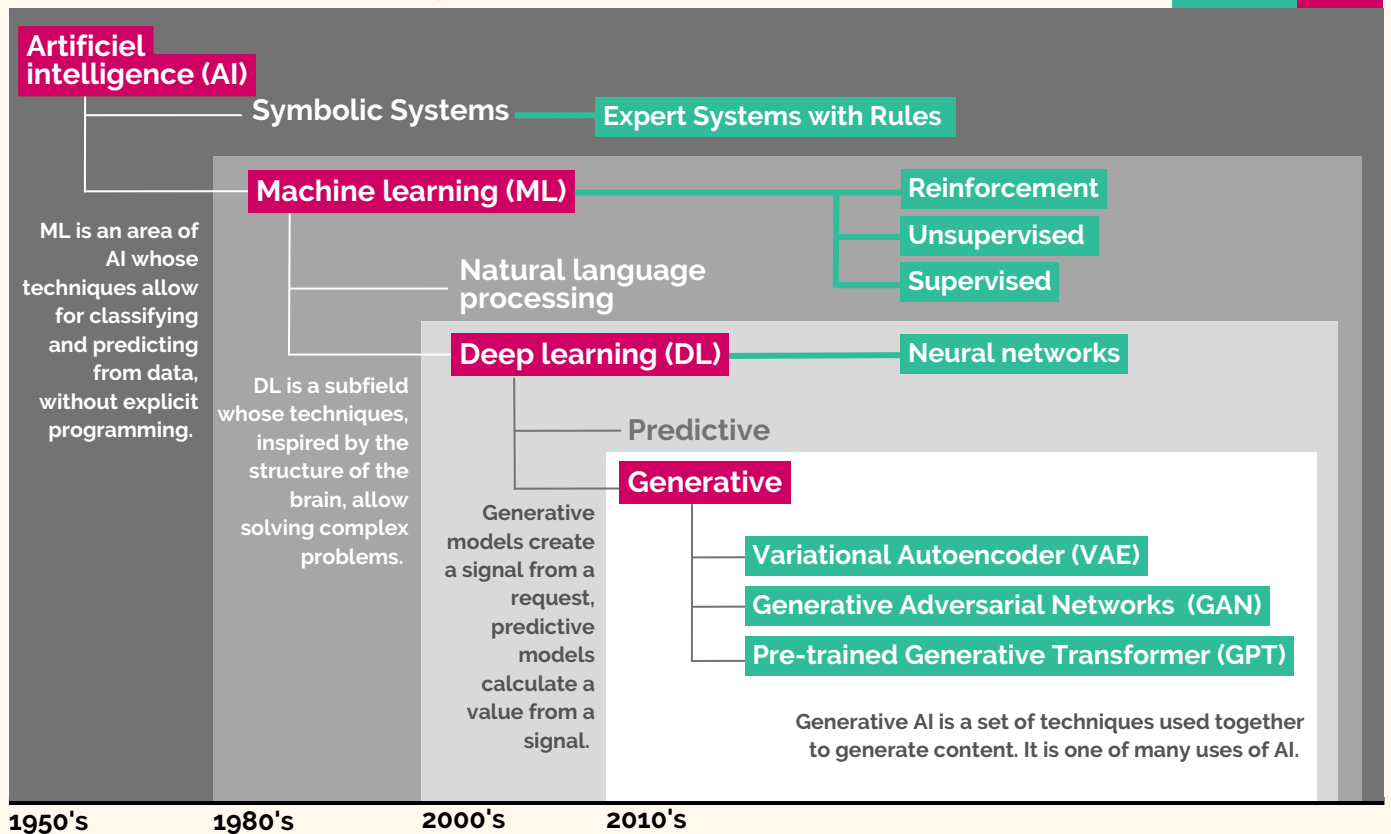 Artificiel
intelligence (AI)
Symbolic Systems
Expert Systems with Rules
Machine learning (ML)
Reinforcement
Unsupervised
Supervised
ML is an area of
AI whose
techniques allow
for classifying
and predicting
from data,
without explicit
programming.
Natural language
processing
Deep learning (DL)
Neural networks
DL is a subfield
whose techniques,
inspired by the
structure of the
brain, allow
solving complex
problems.
Predictive
Generative
Generative
models create
a signal from a
request,
predictive
models
calculate a
value from a
signal.
Variational Autoencoder (VAE)
Generative Adversarial Networks (GAN)
Pre-trained Generative Transformer (GPT)
Generative AI is a set of techniques used together
to generate content. It is one of many uses of AI.
1950's
1980's
2000's
2010's